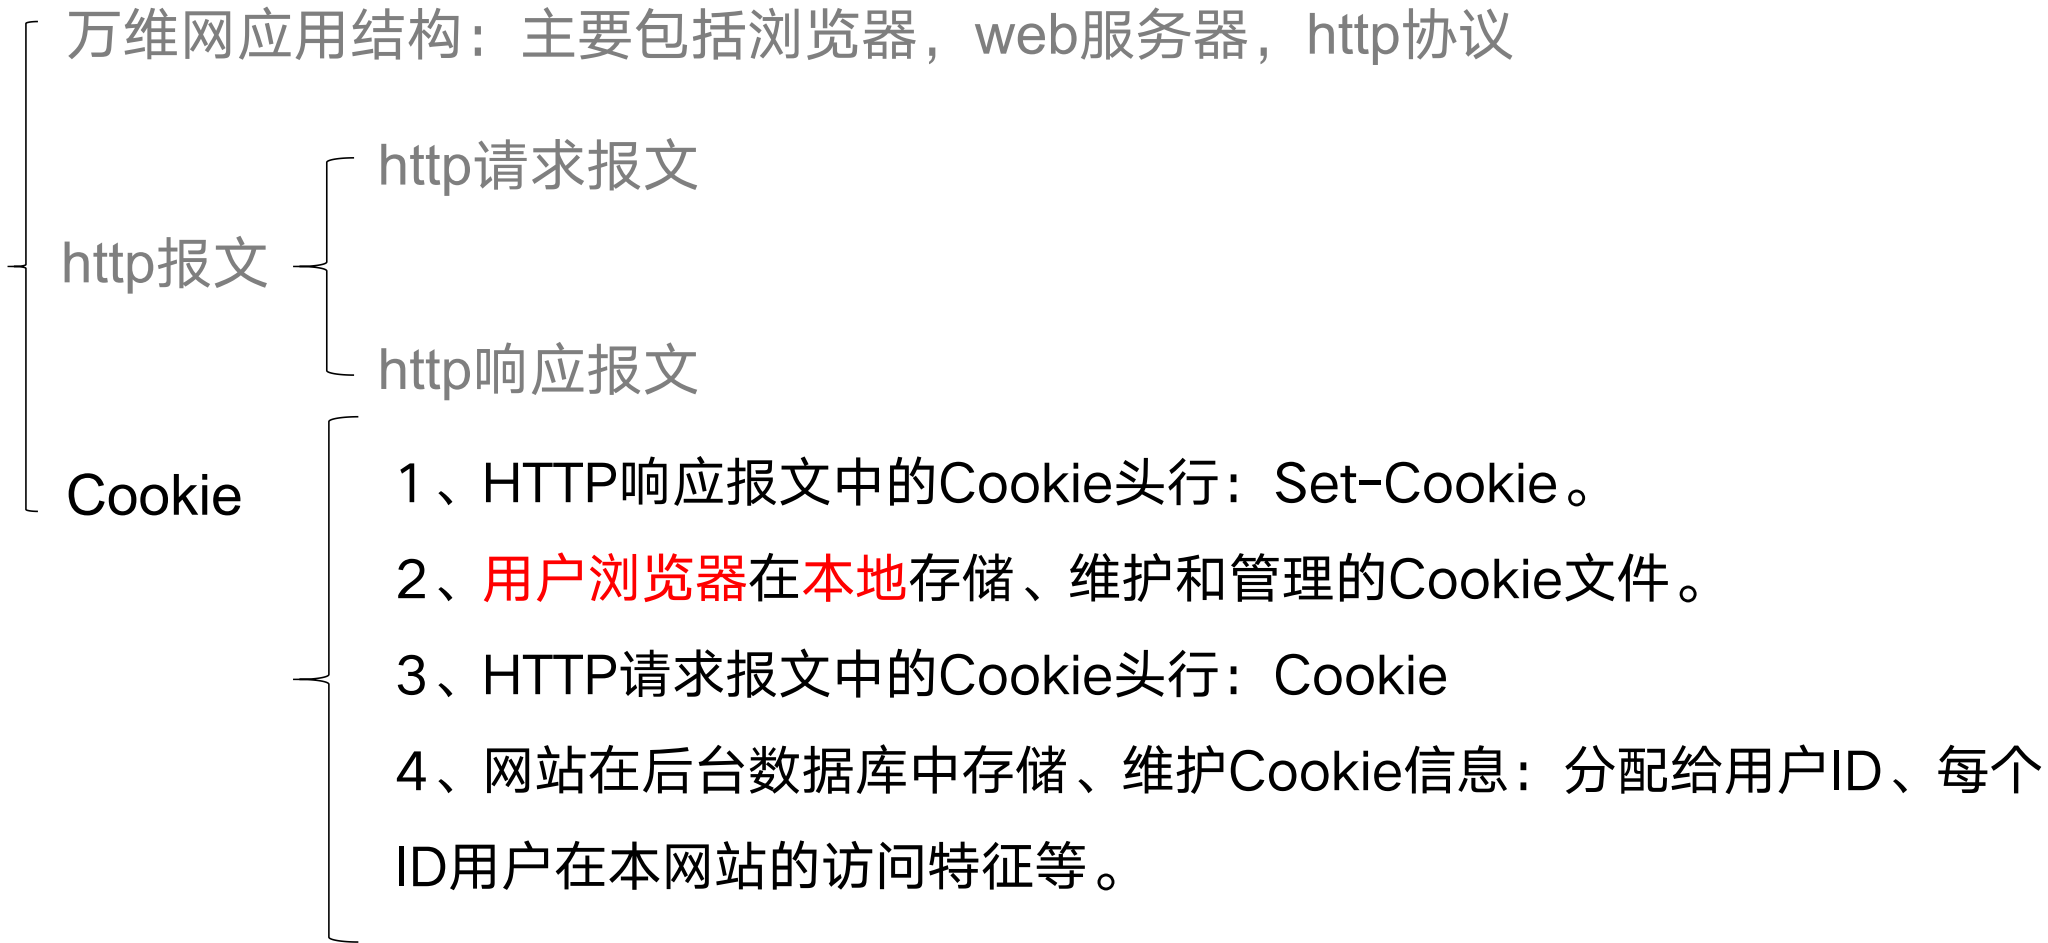 万维网应用结构：主要包括浏览器，web服务器，http协议
http请求报文
http报文
http响应报文
Cookie
1、HTTP响应报文中的Cookie头行：Set-Cookie。
2、用户浏览器在本地存储、维护和管理的Cookie文件。
3、HTTP请求报文中的Cookie头行：Cookie
4、网站在后台数据库中存储、维护Cookie信息：分配给用户ID、每个
ID用户在本网站的访问特征等。